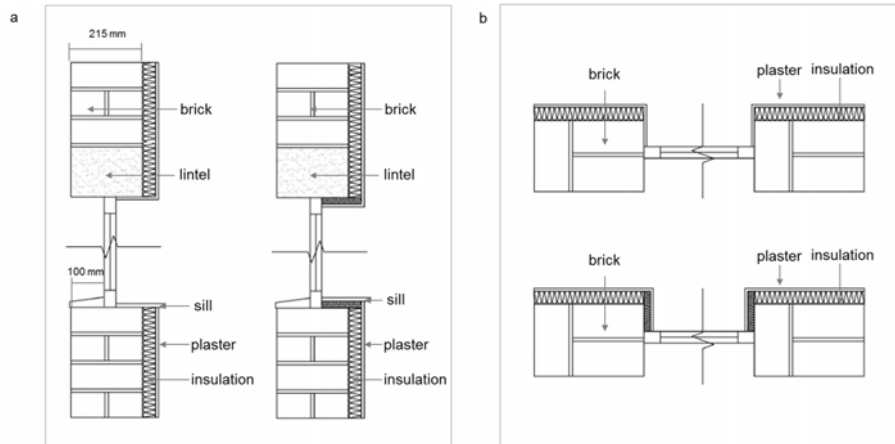 a
215 mm
brick
brick
lintel
lintel
100 mm
sill
sill
plaster
plaster
insulation
insulation
b
brick
plaster
insulation
brick
plaster
insulation